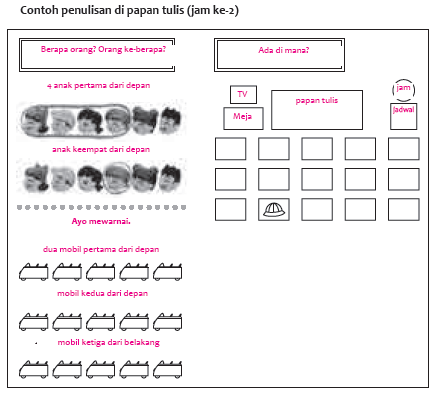 Contoh penulisan di papan tulis (jam ke-2)
Berapa orang? Orang ke-berapa?
4 anak pertama dari depan
anak keempat dari depan
Ayo mewarnai.
dua mobil pertama dari depan
mobil kedua dari depan
mobil ketiga dari belakang
Ada di mana?
TV
Meja
papan tulis
jam
Jadwal